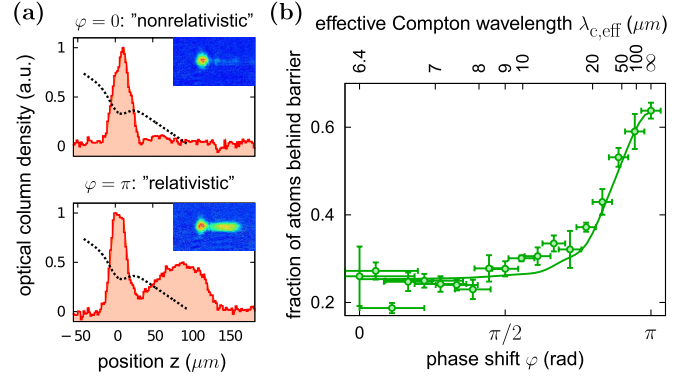 (a)
φ = 0: "nonrelativistic"
1
0.5
0
φ = π: "relativistic"
1
0.5
0
optical column density (a.u.)
−50 0 50 100 150
position z (μm)
(b)
effective Compton wavelength λc,eff (μm)
6.4 7 8 9 10 20 50 100 ∞
0.6
0.4
0.2
fraction of atoms behind barrier
0 π/2 π
phase shift φ (rad)